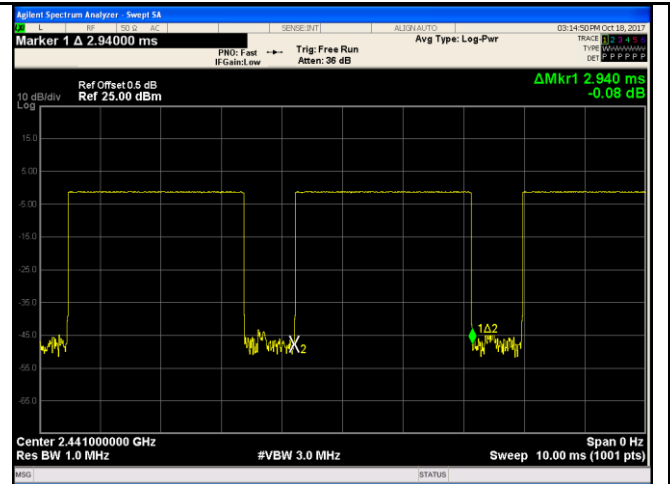 Agilent Spectrum Analyzer - Swept SA
L RF 50 Ω AC SENSE:INT ALIGN AUTO 03:14:50 PM Oct 18, 2017
Marker 1 Δ 2.94000 ms
PNO: Fast Trig: Free Run Avg Type: Log-Pwr TRACE 1 2 3 4 5 6
IFGain:Low Atten: 36 dB TYPE W
DET P P P P P P
ΔMkr1 2.940 ms
-0.08 dB
Ref Offset 0.5 dB
10 dB/div Ref 25.00 dBm
Log
15.0
5.00
-5.00
-15.0
-25.0
-35.0
-45.0
1Δ2
X2
-55.0
-65.0
Center 2.441000000 GHz Span 0 Hz
Res BW 1.0 MHz #VBW 3.0 MHz Sweep 10.00 ms (1001 pts)
MSG STATUS